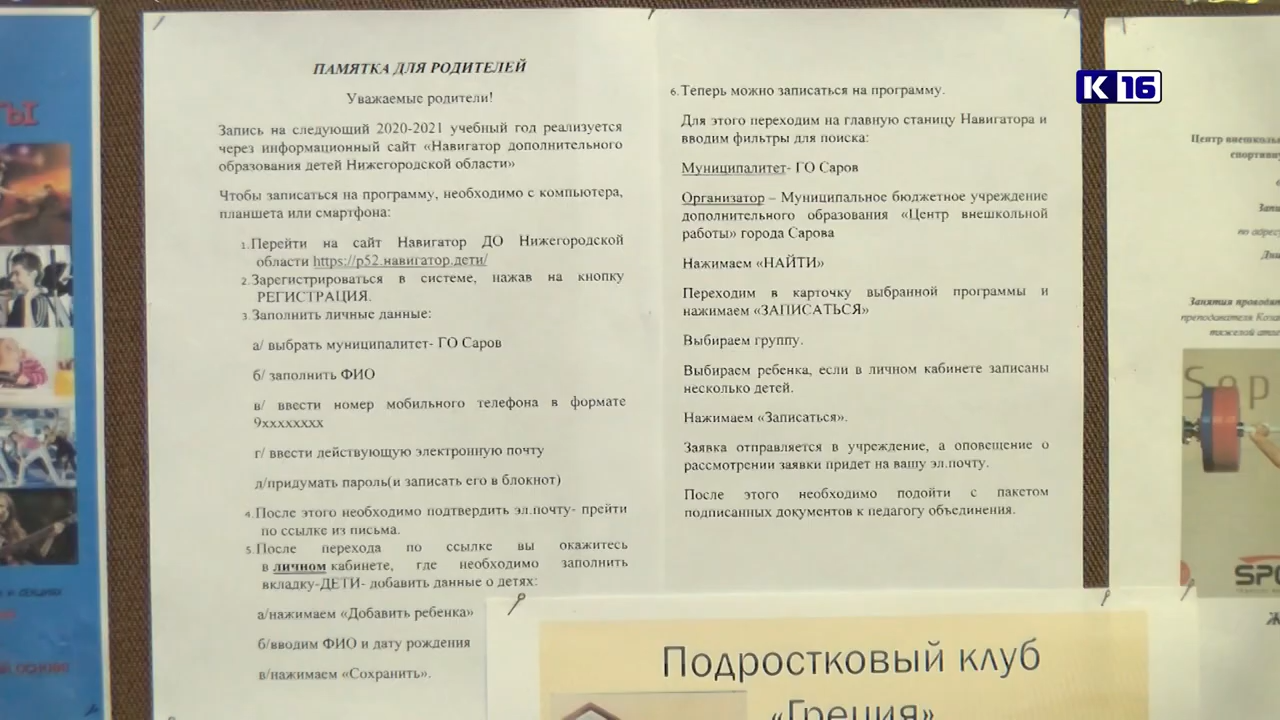 ПАМЯТКА ДЛЯ РОДИТЕЛЕЙ
Уважаемые родители!
Запись на следующий 2020-2021 учебный год реализуется
через информационный сайт «Навигатор дополнительного
образования детей Нижегородской области»
Чтобы записаться на программу, необходимо с компьютера,
планшета или смартфона:
1.Перейти на сайт Навигатор ДО Нижегородской
области https://р52.навигатор.дети/
2.Зарегистрироваться в системе, нажав на кнопку
РЕГИСТРАЦИЯ.
3.Заполнить личные данные:
а/ выбрать муниципалитет- ГО Саров
б/ заполнить ФИО
в/ ввести номер мобильного телефона в формате
9xxxxxxxx
г/ ввести действующую электронную почту
д/придумать пароль(и записать его в блокнот)
4.После этого необходимо подтвердить эл.почту- прейти
по ссылке из письма.
5.После перехода по ссылке вы окажитесь
в личном кабинете, где необходимо заполнить
вкладку-ДЕТИ- добавить данные о детях:
а/нажимаем «Добавить ребенка»
б/вводим ФИО и дату рождения
в/нажимаем «Сохранить».
6.Теперь можно записаться на программу.
Для этого переходим на главную станицу Навигатора и
вводим фильтры для поиска:
Муниципалитет- ГО Саров
Организатор – Муниципальное бюджетное учреждение
дополнительного образования «Центр внешкольной
работы» города Сарова
Нажимаем «НАЙТИ»
Переходим в карточку выбранной программы и
нажимаем «ЗАПИСАТЬСЯ»
Выбираем группу.
Выбираем ребенка, если в личном кабинете записаны
несколько детей.
Нажимаем «Записаться».
Заявка отправляется в учреждение, а оповещение о
рассмотрении заявки придет на вашу эл.почту.
После этого необходимо подойти с пакетом
подписанных документов к педагогу объединения.
Подростковый клуб
«Греция»
К 16
Центр
по адресу
Занятия
преподавателя